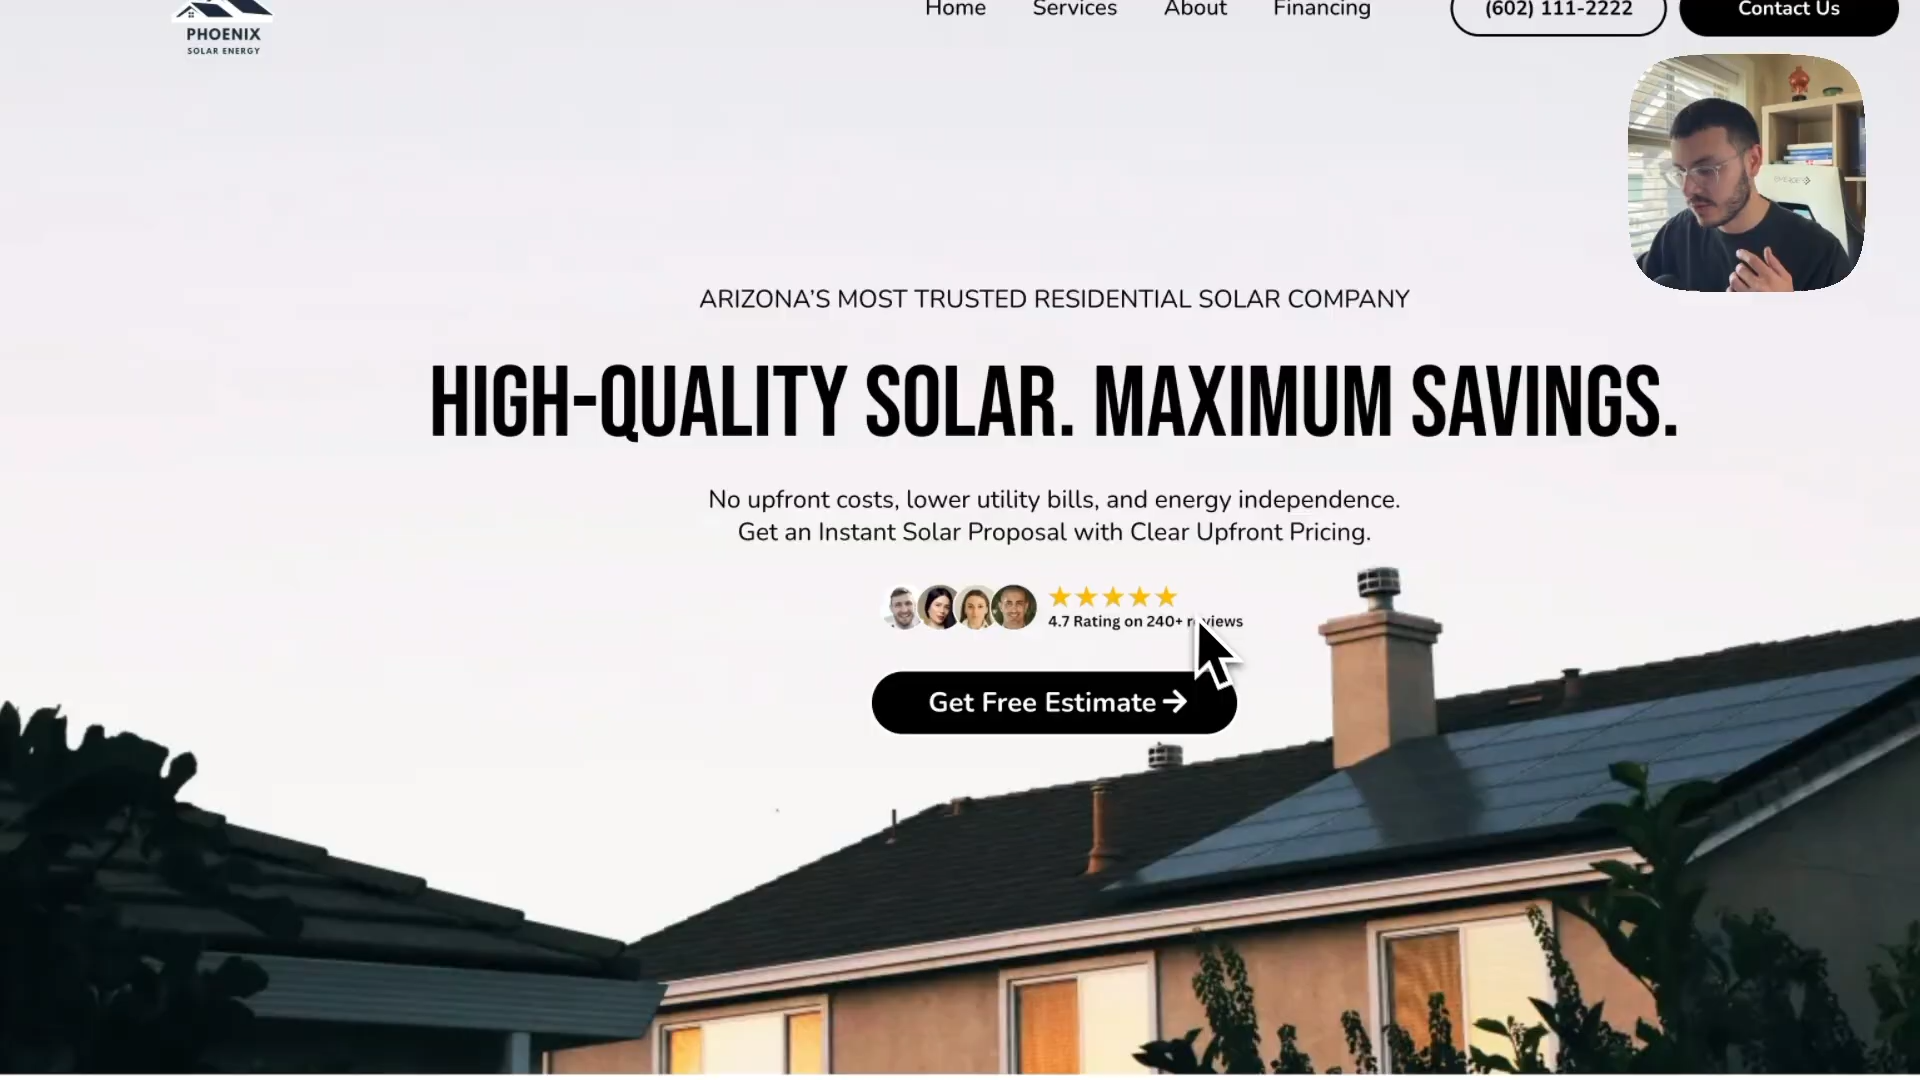 PHOENIX
SOLAR ENERGY
Home
Services
About
Financing
(602) 111-2222
Contact Us
ARIZONA’S MOST TRUSTED RESIDENTIAL SOLAR COMPANY
HIGH-QUALITY SOLAR. MAXIMUM SAVINGS.
No upfront costs, lower utility bills, and energy independence.
Get an Instant Solar Proposal with Clear Upfront Pricing.
4.7 Rating on 240+ reviews
Get Free Estimate